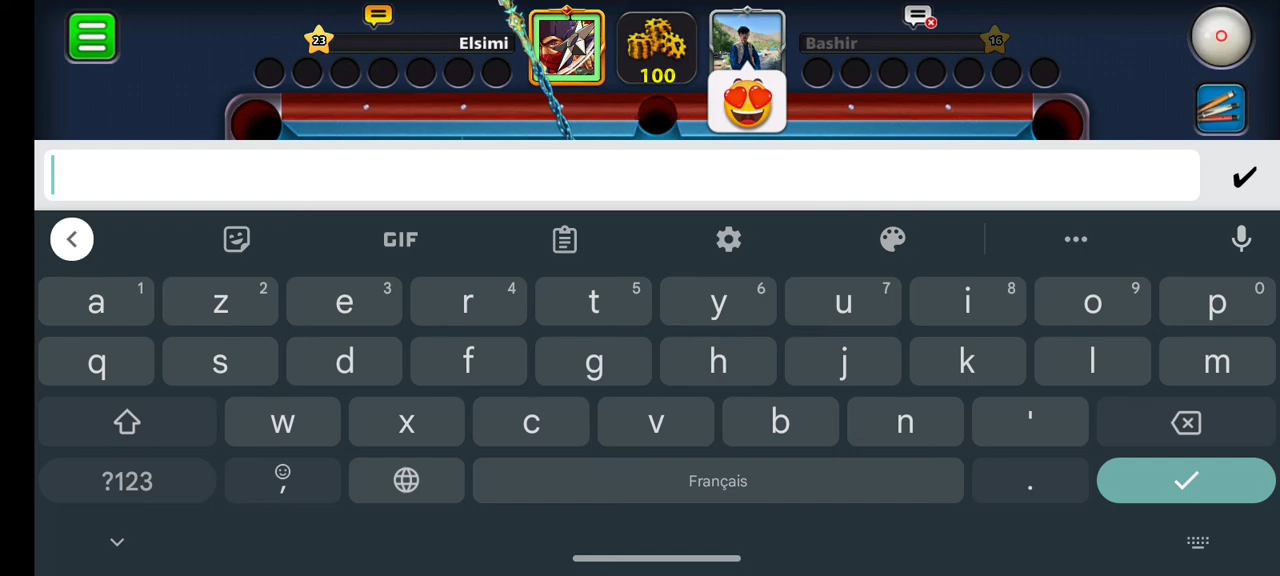 23
Elsimi
100
Bashir
16
GIF
a 1 z 2 e 3 r 4 t 5 y 6 u 7 i 8 o 9 p 0
q s d f g h j k l m
w x c v b n '
?123 , Français .